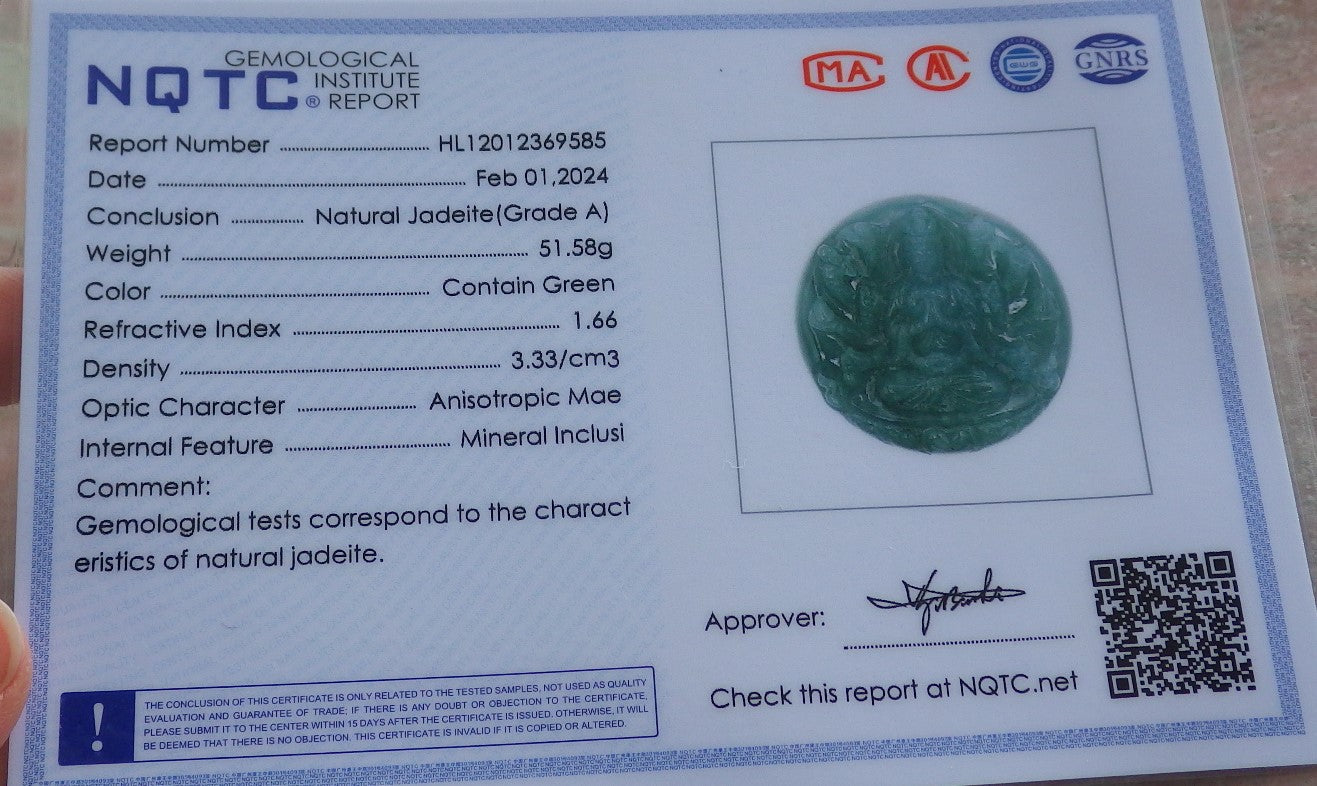 GEMOLOGICAL
NQTC® INSTITUTE
REPORT
MA
GNRS
Report Number ........ HL12012369585
Date ........ Feb 01,2024
Conclusion ........ Natural Jadeite(Grade A)
Weight ........ 51.58g
Color ........ Contain Green
Refractive Index ........ 1.66
Density ........ 3.33/cm3
Optic Character ........ Anisotropic Mae
Internal Feature ........ Mineral Inclusi
Comment:
Gemological tests correspond to the charact
eristics of natural jadeite.
Approver:
Check this report at NQTC.net
! THE CONCLUSION OF THIS CERTIFICATE IS ONLY RELATED TO THE TESTED SAMPLES, NOT USED AS QUALITY
EVALUATION AND GUARANTEE OF TRADE; IF THERE IS ANY DOUBT OR OBJECTION TO THE CERTIFICATE,
PLEASE SUBMIT IT TO THE CENTER WITHIN 15 DAYS AFTER THE CERTIFICATE IS ISSUED. OTHERWISE, IT WILL
BE DEEMED THAT THERE IS NO OBJECTION. THIS CERTIFICATE IS INVALID IF IT IS COPIED OR ALTERED.